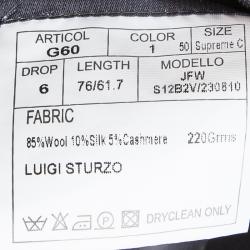 ARTICOL COLOR SIZE
G60 1 50 Supreme C
DROP LENGTH MODELLO
6 76/61.7 JFW
S12B2V/230810
FABRIC
85%Wool 10%Silk 5%Cashmere 220Grms
LUIGI STURZO
DRYCLEAN ONLY